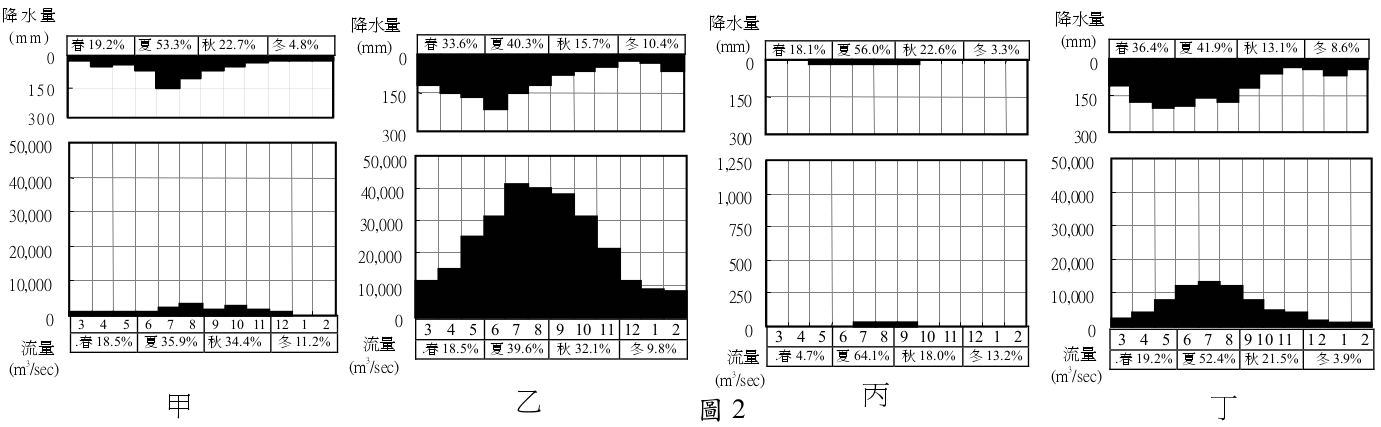 降水量
(mm)
春 19.2% 夏 53.3% 秋 22.7% 冬 4.8%
0
150
300
50,000
40,000
30,000
20,000
10,000
0
3 4 5 6 7 8 9 10 11 12 1 2
流量
(m³/sec)
.春 18.5% 夏 35.9% 秋 34.4% 冬 11.2%
甲
降水量
(mm)
春 33.6% 夏 40.3% 秋 15.7% 冬 10.4%
0
150
300
50,000
40,000
30,000
20,000
10,000
0
3 4 5 6 7 8 9 10 11 12 1 2
流量
(m³/sec)
.春 18.5% 夏 39.6% 秋 32.1% 冬 9.8%
乙
降水量
(mm)
春 18.1% 夏 56.0% 秋 22.6% 冬 3.3%
0
150
300
1,250
1,000
750
500
250
0
3 4 5 6 7 8 9 10 11 12 1 2
流量
(m³/sec)
.春 4.7% 夏 64.1% 秋 18.0% 冬 13.2%
丙
降水量
(mm)
春 36.4% 夏 41.9% 秋 13.1% 冬 8.6%
0
150
300
50,000
40,000
30,000
20,000
10,000
0
3 4 5 6 7 8 9 10 11 12 1 2
流量
(m³/sec)
.春 19.2% 夏 52.4% 秋 21.5% 冬 3.9%
丁
圖 2